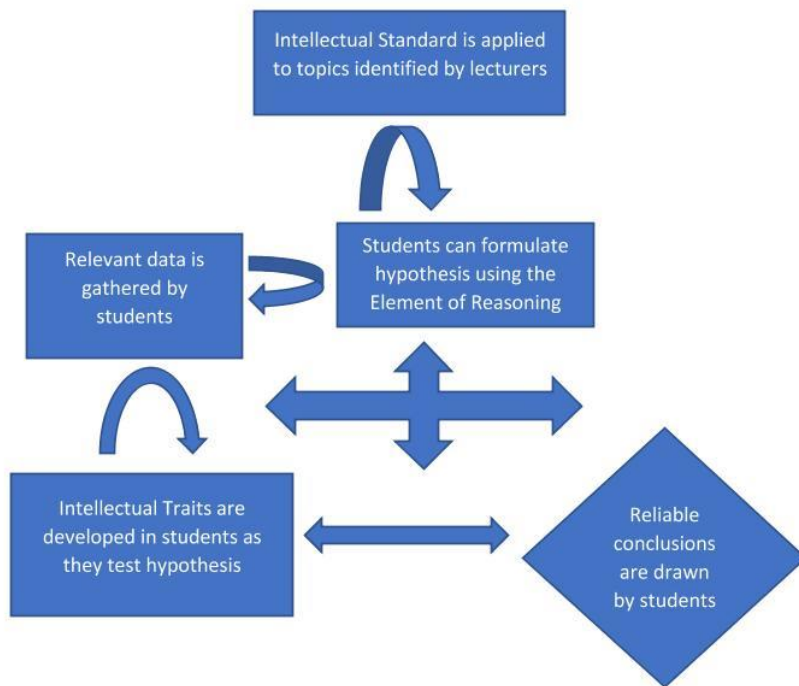 Intellectual Standard is applied
to topics identified by lecturers
Students can formulate
hypothesis using the
Element of Reasoning
Relevant data is
gathered by
students
Intellectual Traits are
developed in students as
they test hypothesis
Reliable
conclusions
are drawn
by students